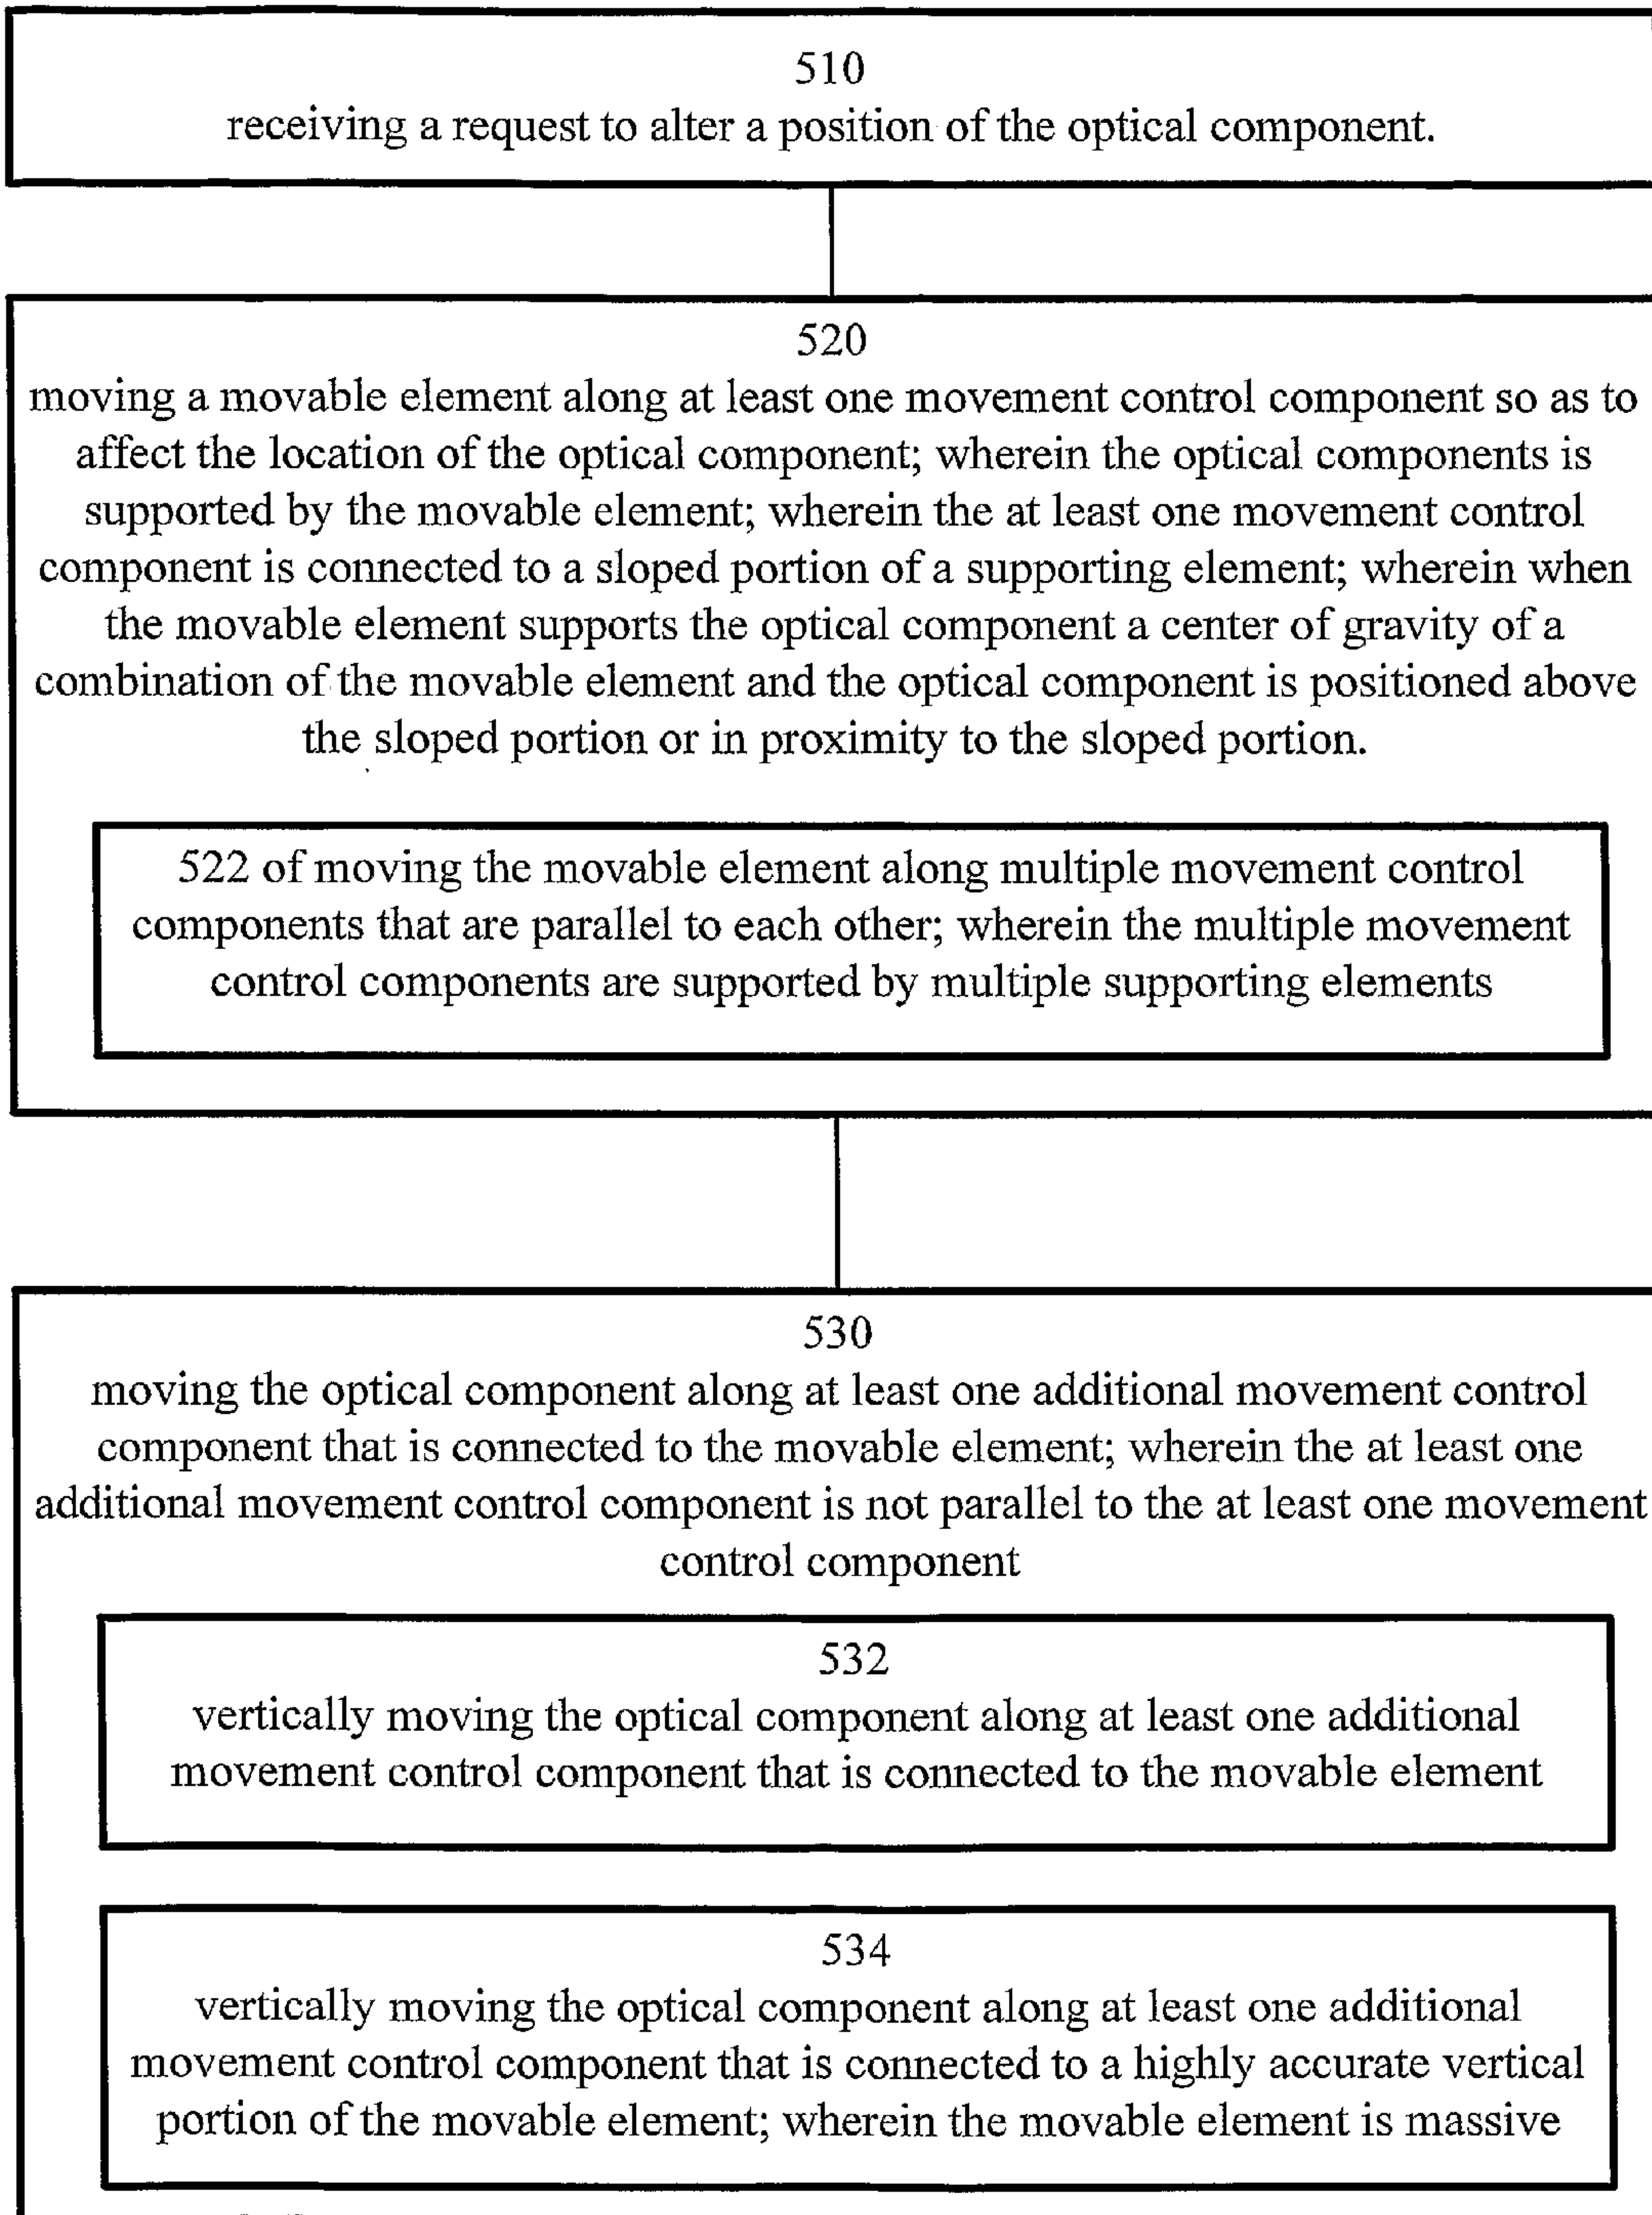 510
receiving a request to alter a position of the optical component.
520
moving a movable element along at least one movement control component so as to
affect the location of the optical component; wherein the optical components is
supported by the movable element; wherein the at least one movement control
component is connected to a sloped portion of a supporting element; wherein when
the movable element supports the optical component a center of gravity of a
combination of the movable element and the optical component is positioned above
the sloped portion or in proximity to the sloped portion.
522 of moving the movable element along multiple movement control
components that are parallel to each other; wherein the multiple movement
control components are supported by multiple supporting elements
530
moving the optical component along at least one additional movement control
component that is connected to the movable element; wherein the at least one
additional movement control component is not parallel to the at least one movement
control component
532
vertically moving the optical component along at least one additional
movement control component that is connected to the movable element
534
vertically moving the optical component along at least one additional
movement control component that is connected to a highly accurate vertical
portion of the movable element; wherein the movable element is massive